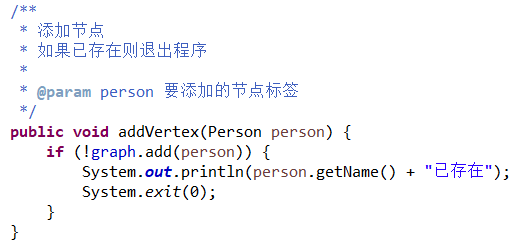 /**
 * 添加节点
 * 如果已存在则退出程序
 *
 * @param person 要添加的节点标签
 */
public void addVertex(Person person) {
    if (!graph.add(person)) {
        System.out.println(person.getName() + "已存在");
        System.exit(0);
    }
}